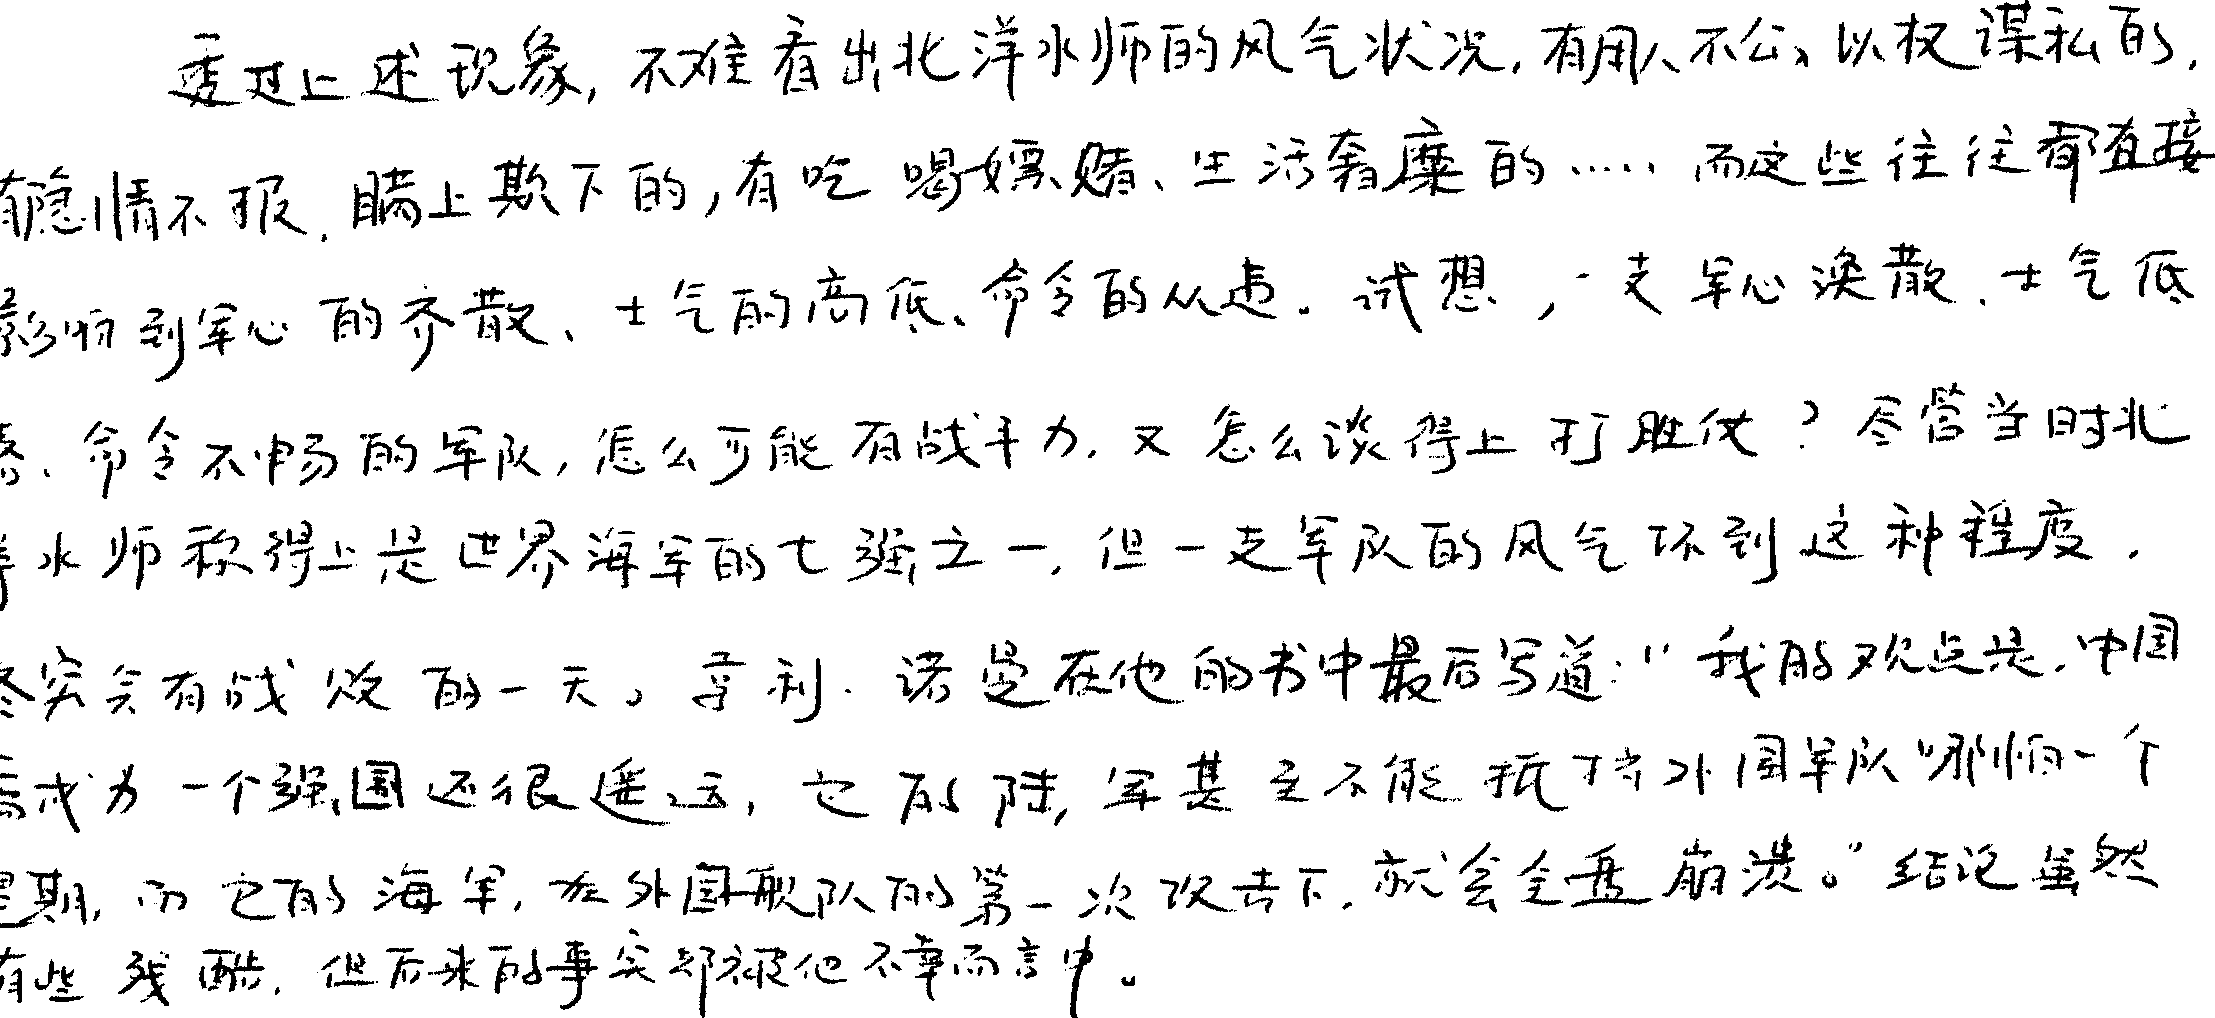 透过上述现象,不难看出北洋水师的风气状况,有用人不公、以权谋私的,
有隐情不报、瞒上欺下的,有吃喝嫖赌、生活奢靡的……而这些往往都直接
影响到军心的齐散、士气的高低、命令的从违。试想,一支军心涣散、士气低
落、命令不畅的军队,怎么可能有战斗力,又怎么谈得上打胜仗?尽管当时北
洋水师称得上是世界海军的七强之一,但一支军队的风气坏到这种程度,
终究会有战败的一天。亨利·诺曼在他的书中最后写道:“我的观点是,中国
离成为一个强国还很遥远,它的陆军甚至不能抵挡外国军队哪怕一个
星期,而它的海军,在外国舰队的第一次攻击下,就会全盘崩溃。”结论虽然
有些残酷,但后来的事实却被他不幸而言中。